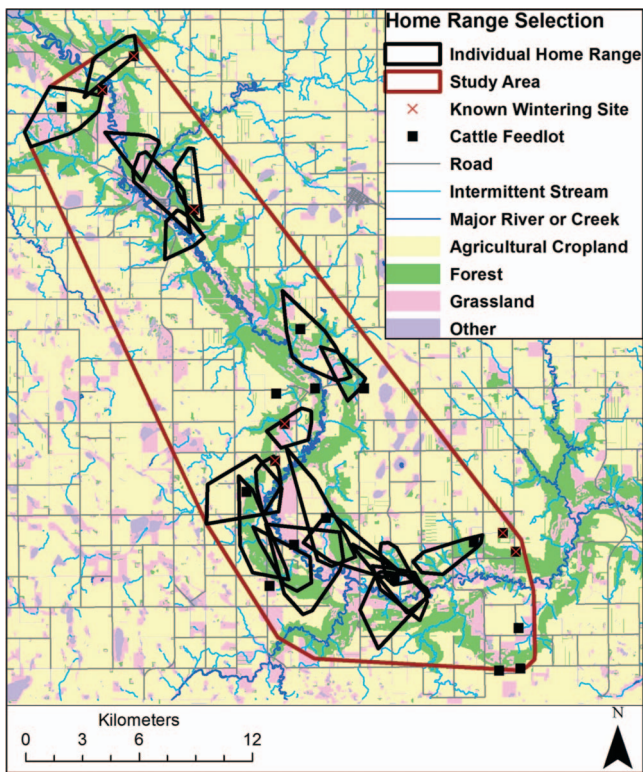 Home Range Selection
Individual Home Range
Study Area
Known Wintering Site
Cattle Feedlot
Road
Intermittent Stream
Major River or Creek
Agricultural Cropland
Forest
Grassland
Other
Kilometers
0 3 6 12
N